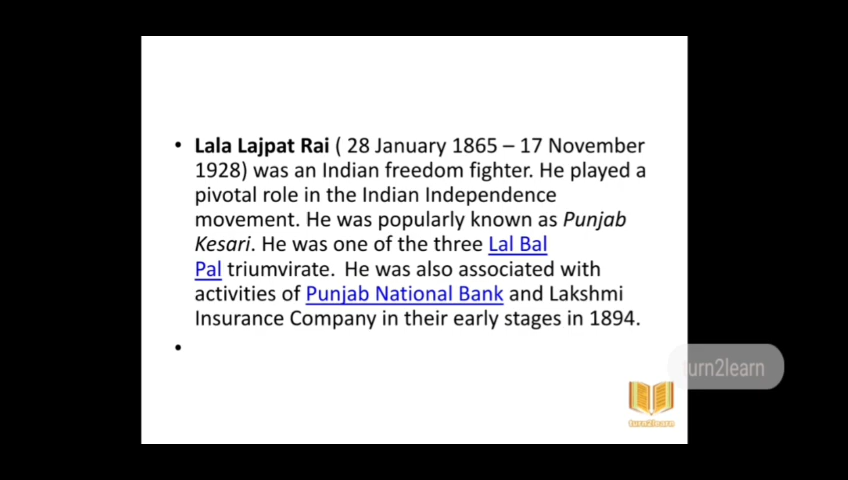 • Lala Lajpat Rai ( 28 January 1865 – 17 November
1928) was an Indian freedom fighter. He played a
pivotal role in the Indian Independence
movement. He was popularly known as Punjab
Kesari. He was one of the three Lal Bal
Pal triumvirate. He was also associated with
activities of Punjab National Bank and Lakshmi
Insurance Company in their early stages in 1894.
•
turn2learn
turn2learn